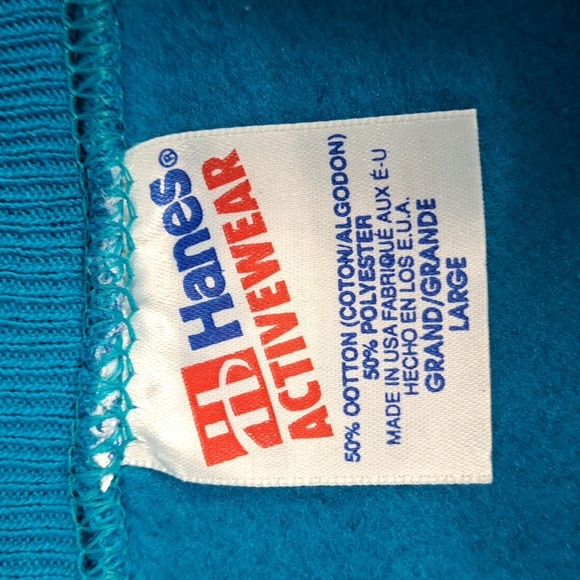 Hanes®
ACTIVEWEAR
50% COTTON (COTON/ALGODON)
50% POLYESTER
MADE IN USA FABRIQUÉ AUX É-U
HECHO EN LOS E.U.A.
GRAND/GRANDE
LARGE